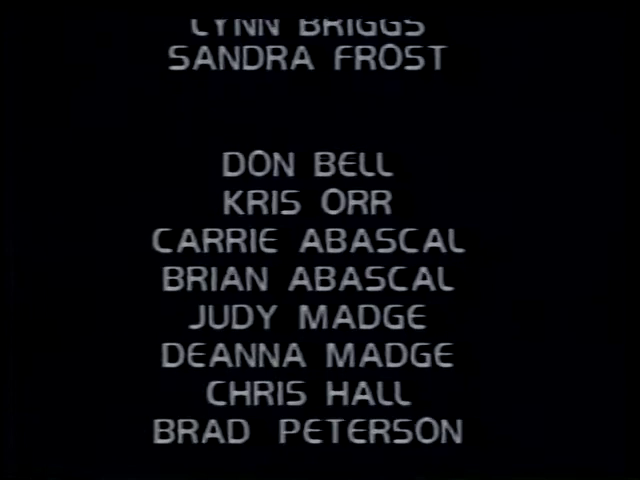 LYNN BRIGGS
SANDRA FROST
DON BELL
KRIS ORR
CARRIE ABASCAL
BRIAN ABASCAL
JUDY MADGE
DEANNA MADGE
CHRIS HALL
BRAD PETERSON